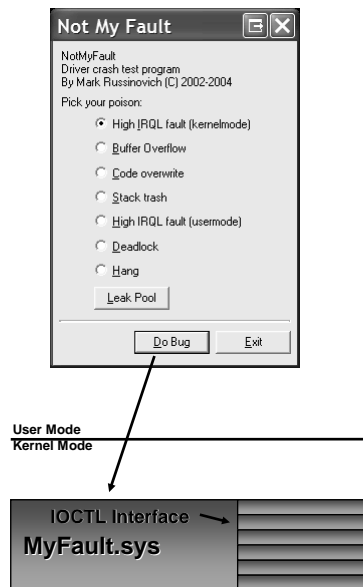 Not My Fault
NotMyFault
Driver crash test program
By Mark Russinovich (C) 2002-2004
Pick your poison:
High IRQL fault (kernelmode)
Buffer Overflow
Code overwrite
Stack trash
High IRQL fault (usermode)
Deadlock
Hang
Leak Pool
Do Bug Exit
User Mode
Kernel Mode
IOCTL Interface
MyFault.sys